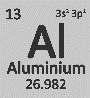 13 3s² 3p¹
Al
Aluminium
26.982